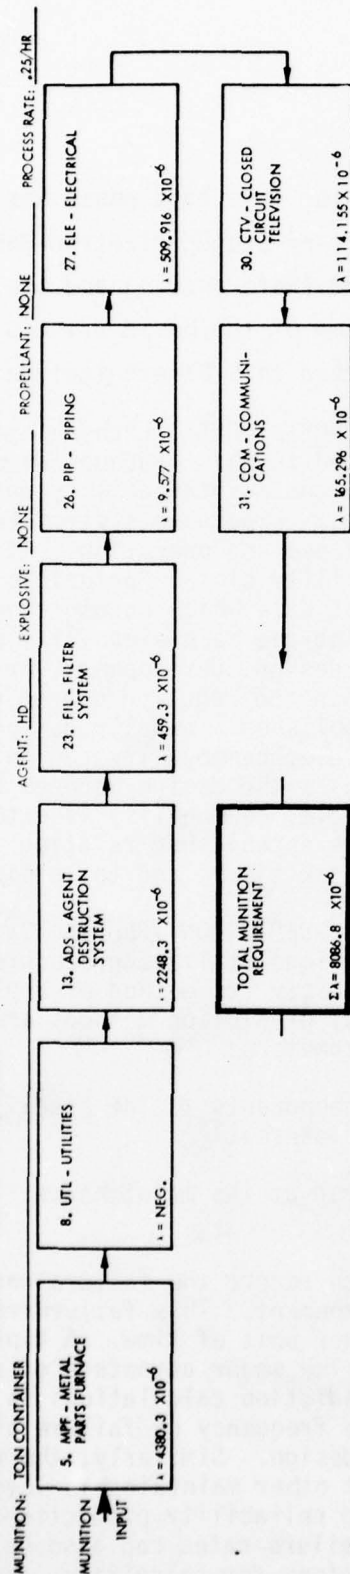 MUNITION: TON CONTAINER AGENT: HD EXPLOSIVE: NONE PROPELLANT: NONE PROCESS RATE: .25/HR
MUNITION
INPUT
5. MPF - METAL
PARTS FURNACE
λ = 4380.3 X10⁻⁶
8. UTL - UTILITIES
λ = NEG.
13. ADS - AGENT
DESTRUCTION
SYSTEM
λ = 2248.3 X10⁻⁶
23. FIL - FILTER
SYSTEM
λ = 459.3 X10⁻⁶
26. PIP - PIPING
λ = 9.577 X10⁻⁶
27. ELE - ELECTRICAL
λ = 509.916 X10⁻⁶
30. CTV - CLOSED
CIRCUIT
TELEVISION
λ = 114.155 X10⁻⁶
31. COM - COMMUNI-
CATIONS
λ = 365.296 X10⁻⁶
TOTAL MUNITION
REQUIREMENT
Σλ = 8086.8 X10⁻⁶